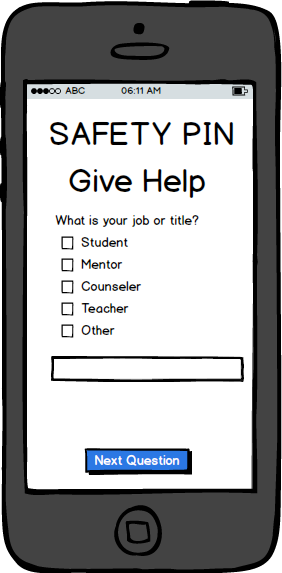 ABC 06:11 AM
SAFETY PIN
Give Help
What is your job or title?
Student
Mentor
Counseler
Teacher
Other
Next Question